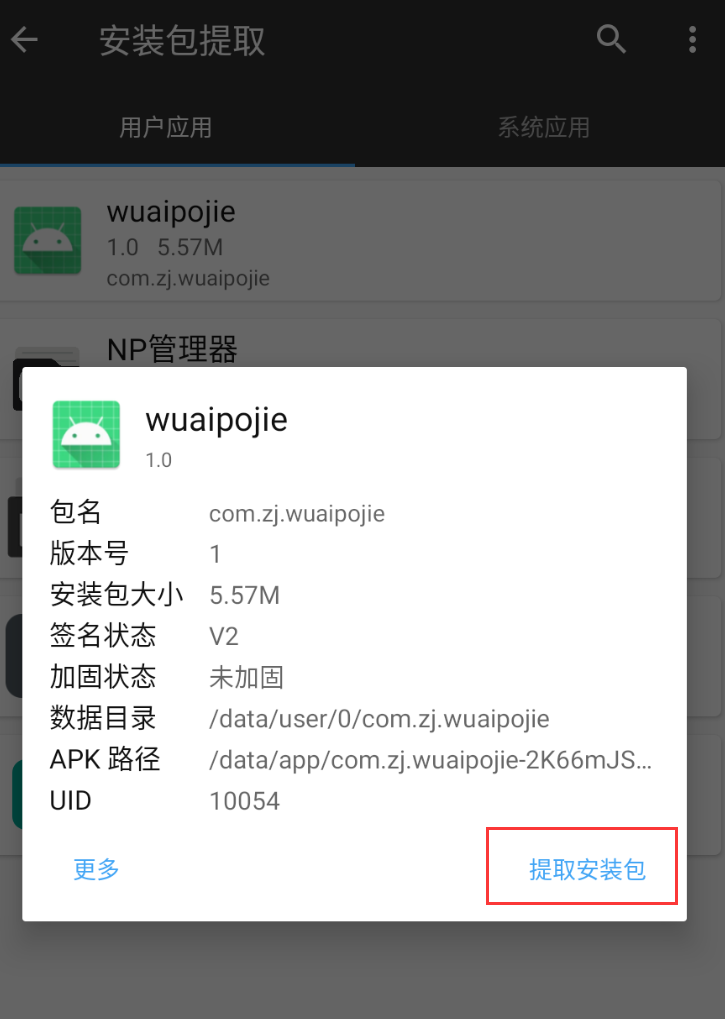 安装包提取
用户应用 系统应用
wuaipojie
1.0 5.57M
com.zj.wuaipojie
NP管理器
wuaipojie
1.0
包名 com.zj.wuaipojie
版本号 1
安装包大小 5.57M
签名状态 V2
加固状态 未加固
数据目录 /data/user/0/com.zj.wuaipojie
APK 路径 /data/app/com.zj.wuaipojie-2K66mJS...
UID 10054
更多 提取安装包